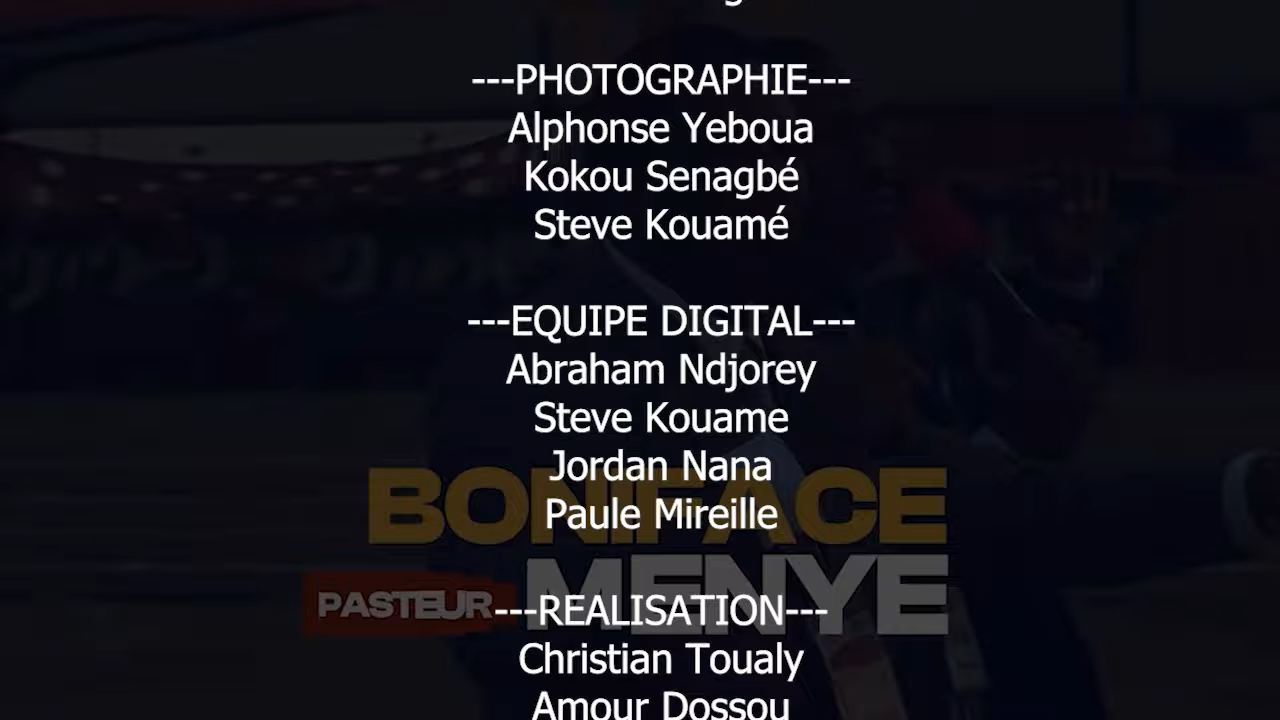 ---PHOTOGRAPHIE---
Alphonse Yeboua
Kokou Senagbé
Steve Kouamé
---EQUIPE DIGITAL---
Abraham Ndjorey
Steve Kouame
Jordan Nana
Paule Mireille
BONIFACE
PASTEUR MENYE
---REALISATION---
Christian Toualy
Amour Dossou